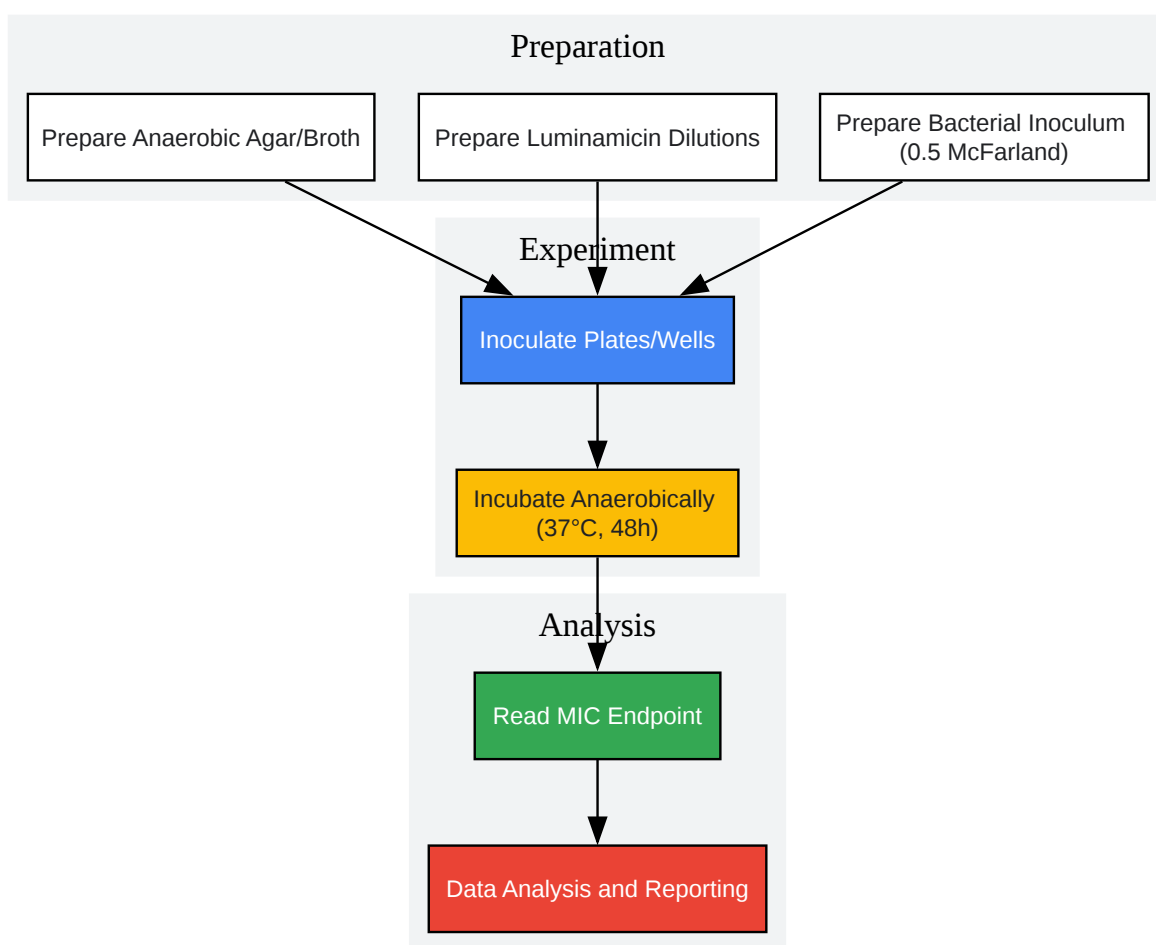 Preparation
Prepare Anaerobic Agar/Broth
Prepare Luminamicin Dilutions
Prepare Bacterial Inoculum
(0.5 McFarland)
Experiment
Inoculate Plates/Wells
Incubate Anaerobically
(37°C, 48h)
Analysis
Read MIC Endpoint
Data Analysis and Reporting